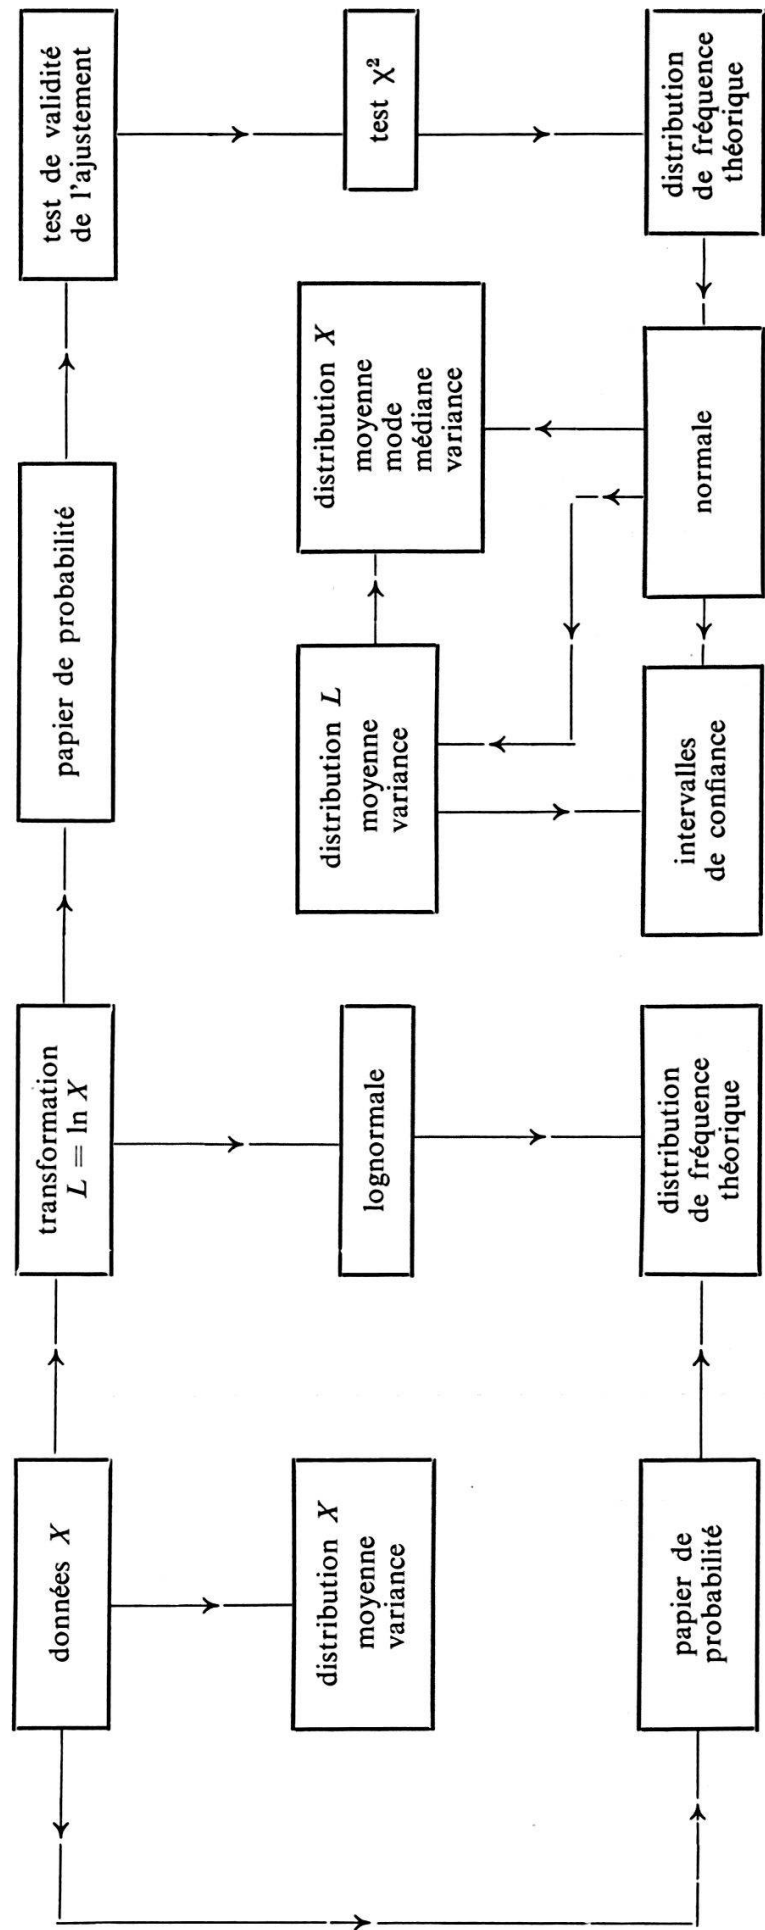 données X
transformation
L = ln X
papier de probabilité
test de validité
de l'ajustement
distribution X
moyenne
variance
lognormale
distribution L
moyenne
variance
distribution X
moyenne
mode
médiane
variance
test χ²
papier de
probabilité
distribution
de fréquence
théorique
intervalles
de confiance
normale
distribution
de fréquence
théorique